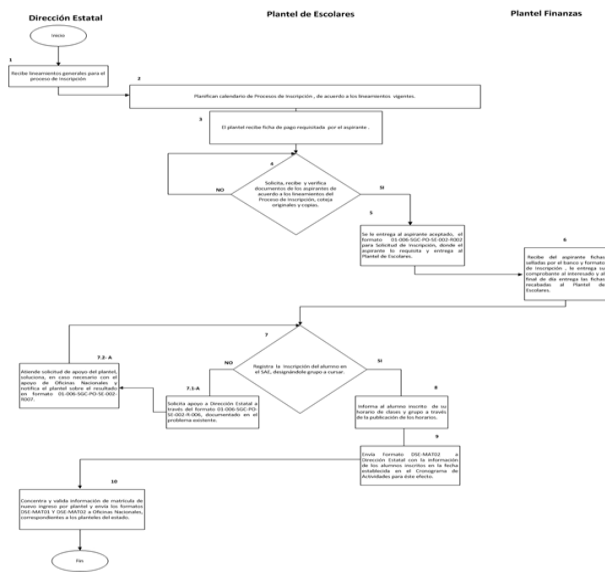 Dirección Estatal
Plantel de Escolares
Plantel Finanzas
Inicio
1
Recibe lineamientos generales para el
proceso de inscripción
2
Planifican calendario de Procesos de Inscripción , de acuerdo a los lineamientos vigentes.
3
El plantel recibe ficha de pago requisitada por el aspirante .
4
Solicita, recibe y verifica
documentos de los aspirantes de
acuerdo a los lineamientos del
Proceso de Inscripción, coteja
originales y copias.
NO
SI
5
Se le entrega al aspirante aceptado, el
formato 01-006-SGC-PO-SE-002-R002
para Solicitud de Inscripción, donde el
aspirante lo requisita y entrega al
Plantel de Escolares.
6
Recibe del aspirante fichas
selladas por el banco y formato
de inscripción , le entrega su
comprobante al interesado y al
final de día entrega las fichas
recabadas al Plantel de
Escolares.
7
Registra la inscripción del alumno en
el SAE, designándole grupo a cursar.
NO
SI
7.2- A
Atiende solicitud de apoyo del plantel,
soluciona, en caso necesario con el
apoyo de Oficinas Nacionales y
notifica al plantel sobre el resultado
en formato 01-006-SGC-PO-SE-002-
R007.
7.1-A
Solicita apoyo a Dirección Estatal a
través del formato 01-006-SGC-PO-
SE-002-R-006, documentado en el
problema existente.
8
Informa al alumno inscrito de su
horario de clases y grupo a través
de la publicación de los horarios.
9
Envía Formato DSE-MAT02 a
Dirección Estatal con la información
de los alumnos inscritos en la fecha
establecida en el Cronograma de
Actividades para éste efecto.
10
Concentra y valida información de matrícula de
nuevo ingreso por plantel y envía los formatos
DSE-MAT01 Y DSE-MAT02 a Oficinas Nacionales,
correspondientes a los planteles del estado.
Fin